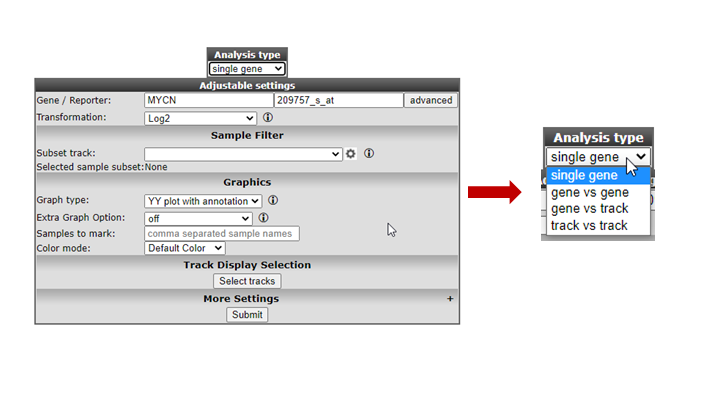 Analysis type
single gene
Adjustable settings
Gene / Reporter: MYCN 209757_s_at advanced
Transformation: Log2
Sample Filter
Subset track:
Selected sample subset:None
Graphics
Graph type: YY plot with annotation
Extra Graph Option: off
Samples to mark: comma separated sample names
Color mode: Default Color
Track Display Selection
Select tracks
More Settings +
Submit
Analysis type
single gene
single gene
gene vs gene
gene vs track
track vs track